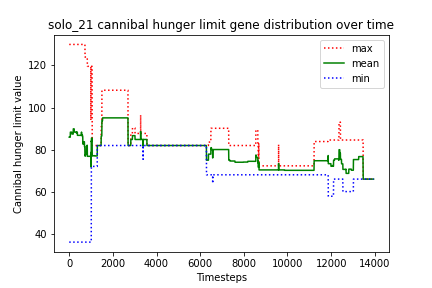 solo_21 cannibal hunger limit gene distribution over time
max
mean
min
Cannibal hunger limit value
120
100
80
60
40
0
2000
4000
6000
8000
10000
12000
14000
Timesteps